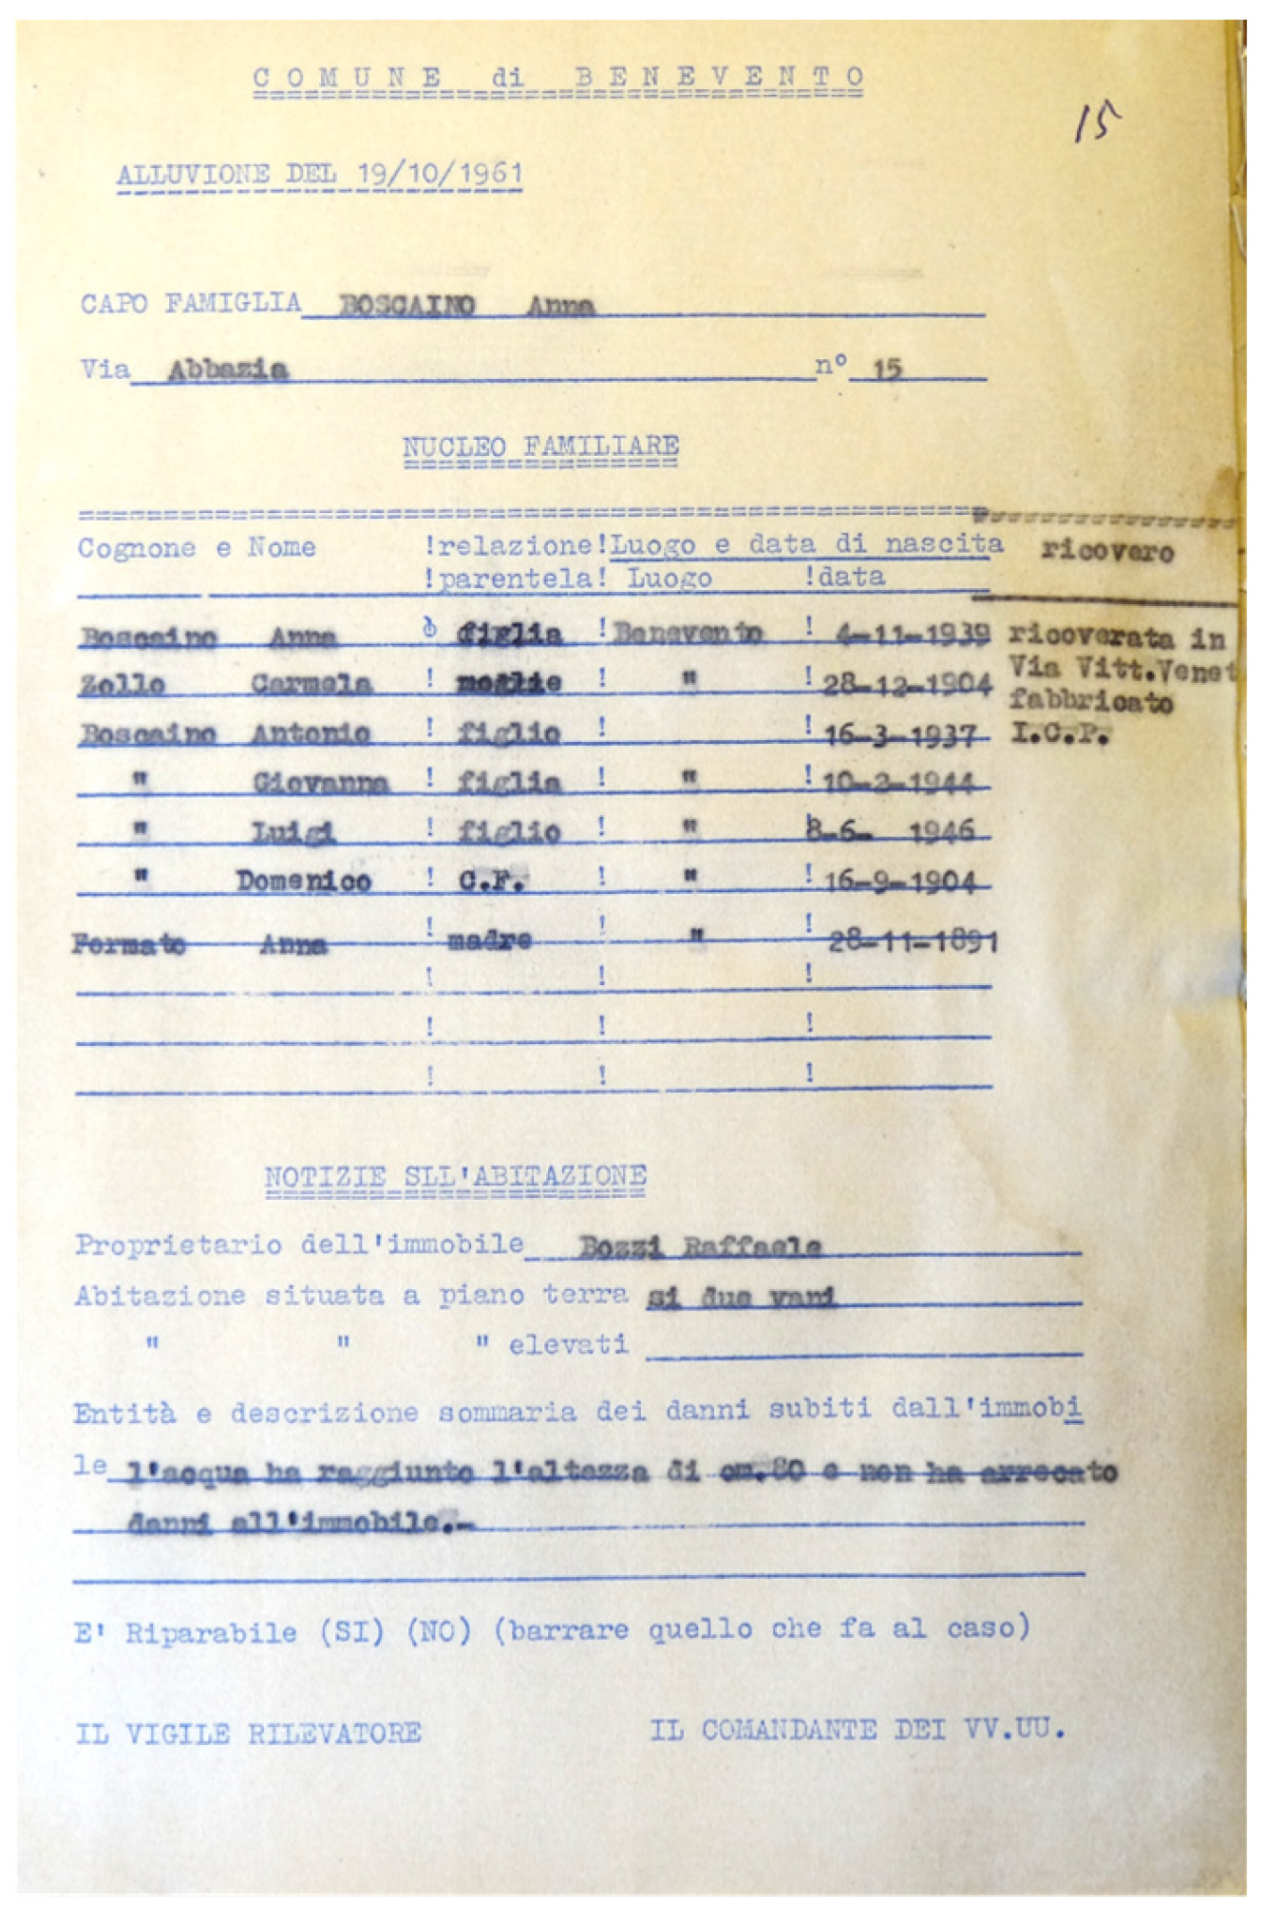 COMUNE di BENEVENTO
15
ALLUVIONE DEL 19/10/1961
CAPO FAMIGLIA BOSCAINO Anna
Via Abbazia n° 15
NUCLEO FAMILIARE
Cognone e Nome !relazione!Luogo e data di nascita ricovero
!parentela! Luogo !data
Boscaino Anna figlia !Benevento ! 4-11-1939 ricoverata in
Zollo Carmela ! moglie ! " !28-12-1904 Via Vitt.Venet
fabbricato
Boscaino Antonio ! figlio ! !16-3-1937 I.C.P.
" Giovanna ! figlia ! " !10-2-1944
" Luigi ! figlio ! " 8-6- 1946
" Domenico ! C.F. ! " !16-9-1904
Formato Anna ! madre ! " ! 28-11-1891
! ! !
! ! !
! ! !
NOTIZIE SLL'ABITAZIONE
Proprietario dell'immobile Bozzi Raffaele
Abitazione situata a piano terra si due vani
" " " elevati
Entità e descrizione sommaria dei danni subiti dall'immobi
le l'acqua ha raggiunto l'altezza di cm.80 e non ha arrecato
danni all'immobile.-
E' Riparabile (SI) (NO) (barrare quello che fa al caso)
IL VIGILE RILEVATORE IL COMANDANTE DEI VV.UU.